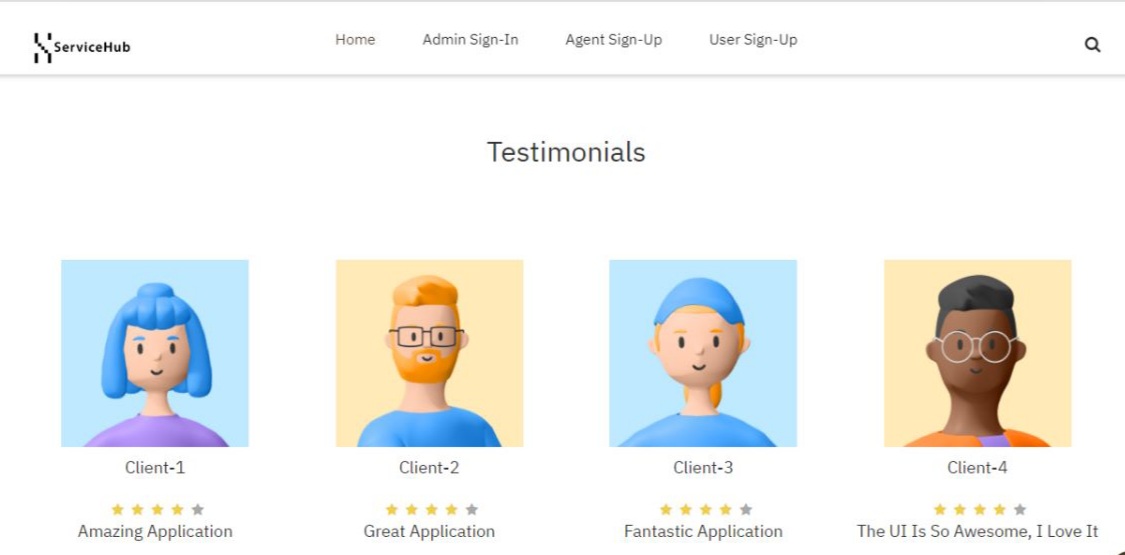 ServiceHub
Home Admin Sign-In Agent Sign-Up User Sign-Up
Testimonials
Client-1 Client-2 Client-3 Client-4
Amazing Application Great Application Fantastic Application The UI Is So Awesome, I Love It